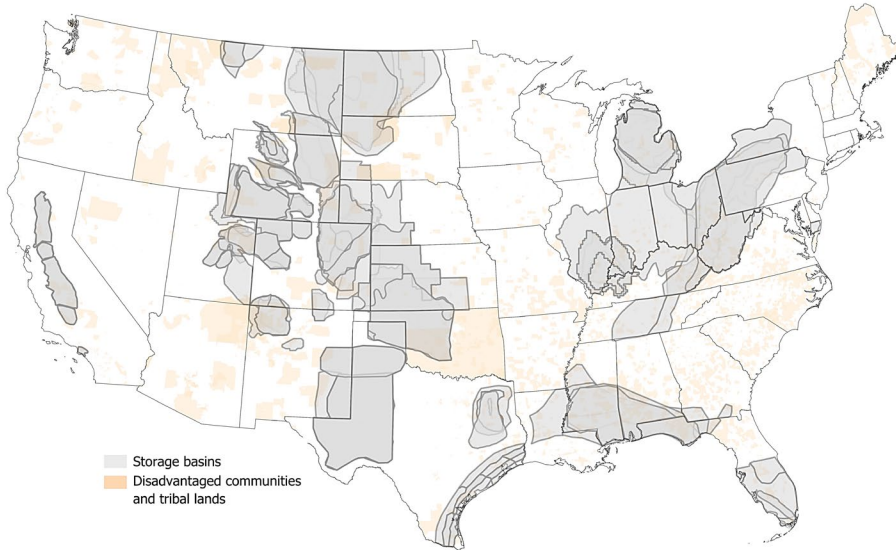 Storage basins
Disadvantaged communities
and tribal lands